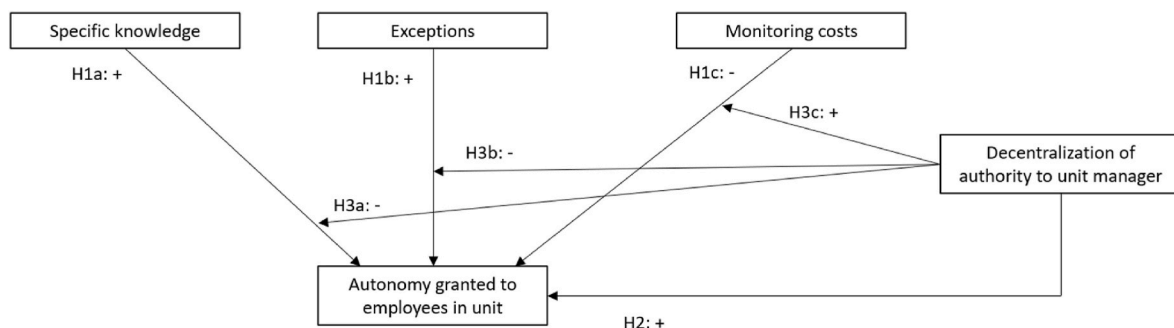 Specific knowledge
Exceptions
Monitoring costs
H1a: +
H1b: +
H1c: -
H3c: +
H3b: -
Decentralization of
authority to unit manager
H3a: -
Autonomy granted to
employees in unit
H2: +